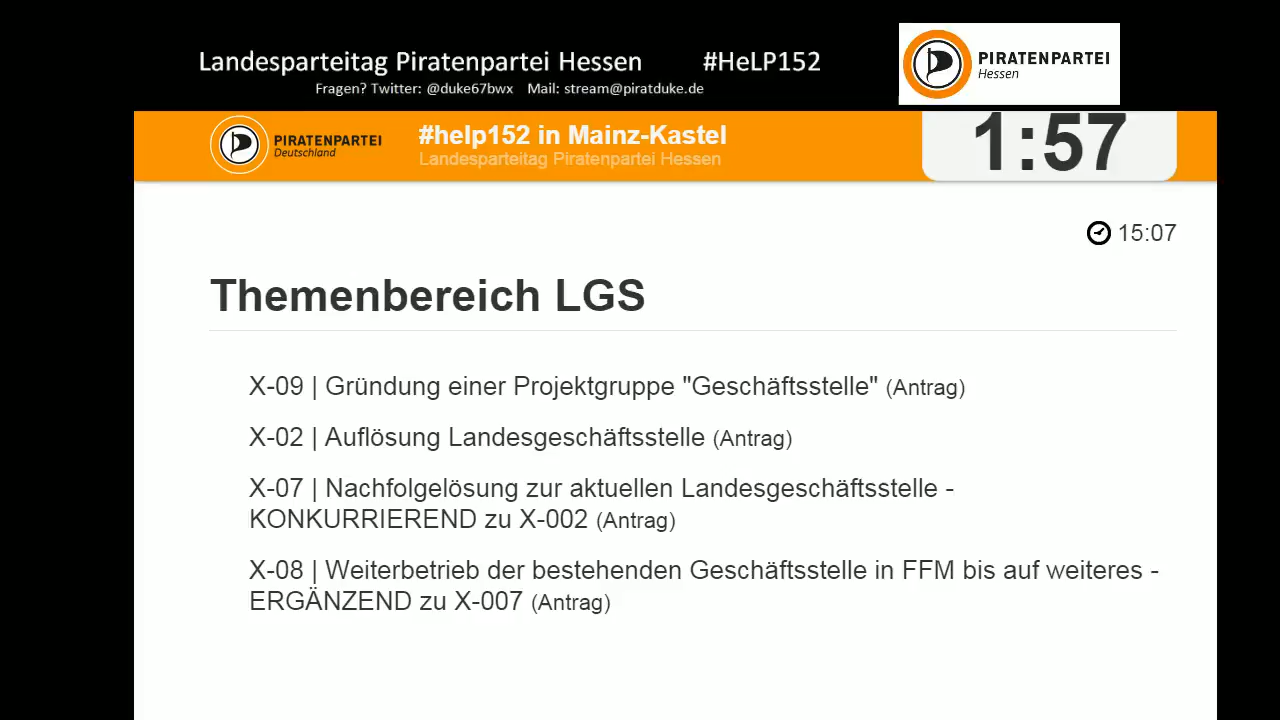 Landesparteitag Piratenpartei Hessen #HeLP152
Fragen? Twitter: @duke67bwx Mail: stream@piratduke.de
PIRATENPARTEI
Hessen
PIRATENPARTEI
Deutschland
#help152 in Mainz-Kastel
Landesparteitag Piratenpartei Hessen
1:57
15:07
Themenbereich LGS
X-09 | Gründung einer Projektgruppe "Geschäftsstelle" (Antrag)
X-02 | Auflösung Landesgeschäftsstelle (Antrag)
X-07 | Nachfolgelösung zur aktuellen Landesgeschäftsstelle -
KONKURRIEREND zu X-002 (Antrag)
X-08 | Weiterbetrieb der bestehenden Geschäftsstelle in FFM bis auf weiteres -
ERGÄNZEND zu X-007 (Antrag)